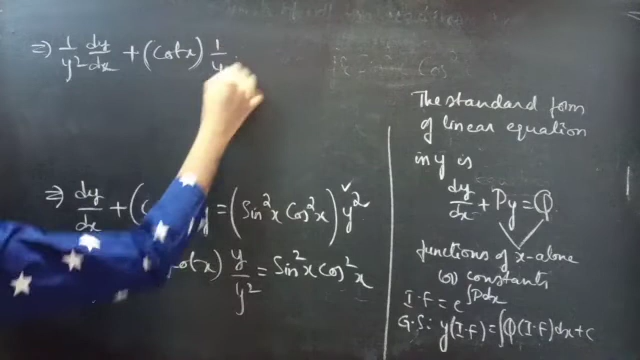 ⇒ 1/y² dy/dx + (cotx) 1/y
⇒ dy/dx + ( y = (Sin²x Cos²x) y²
cotx) y/y² = Sin²x Cos²x
The standard form
of linear equation
in y is
dy/dx + Py = Q
functions of x-alone
(or) constants
I.F = e^∫Pdx
G.S: y(I.F) = ∫Q(I.F)dx + c